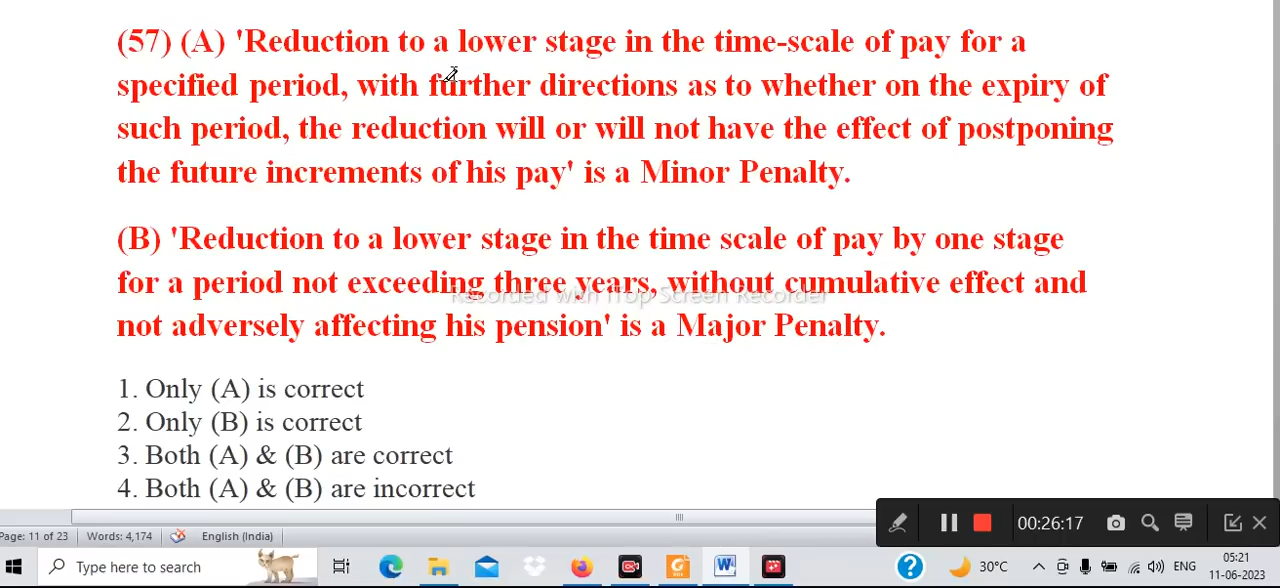 (57) (A) 'Reduction to a lower stage in the time-scale of pay for a
specified period, with further directions as to whether on the expiry of
such period, the reduction will or will not have the effect of postponing
the future increments of his pay' is a Minor Penalty.
(B) 'Reduction to a lower stage in the time scale of pay by one stage
for a period not exceeding three years, without cumulative effect and
Recorded with iTop Screen Recorder
not adversely affecting his pension' is a Major Penalty.
1. Only (A) is correct
2. Only (B) is correct
3. Both (A) & (B) are correct
4. Both (A) & (B) are incorrect
00:26:17
Page: 11 of 23 Words: 4,174 English (India)
Type here to search
30°C ENG
05:21
11-06-2023